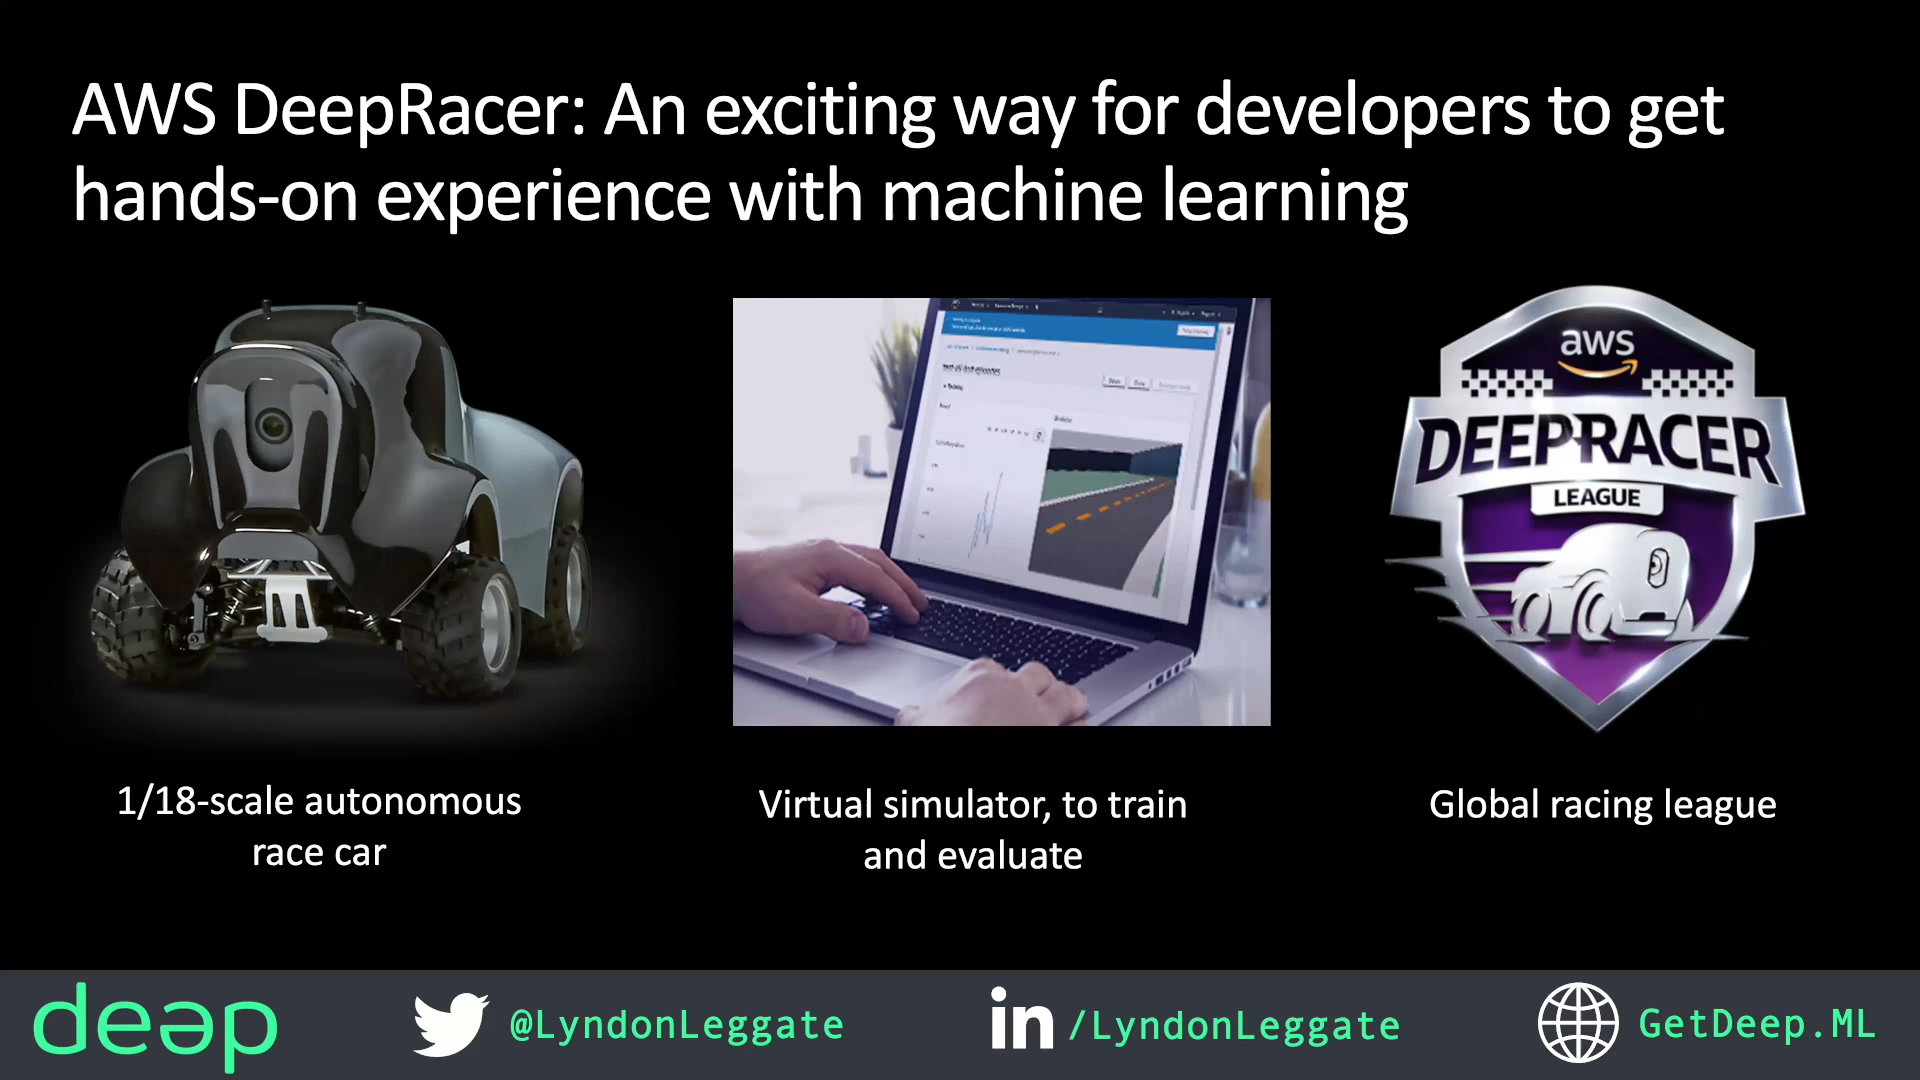 AWS DeepRacer: An exciting way for developers to get
hands-on experience with machine learning
aws
DEEPRACER
LEAGUE
1/18-scale autonomous
race car
Virtual simulator, to train
and evaluate
Global racing league
deep
@LyndonLeggate
in /LyndonLeggate
GetDeep.ML